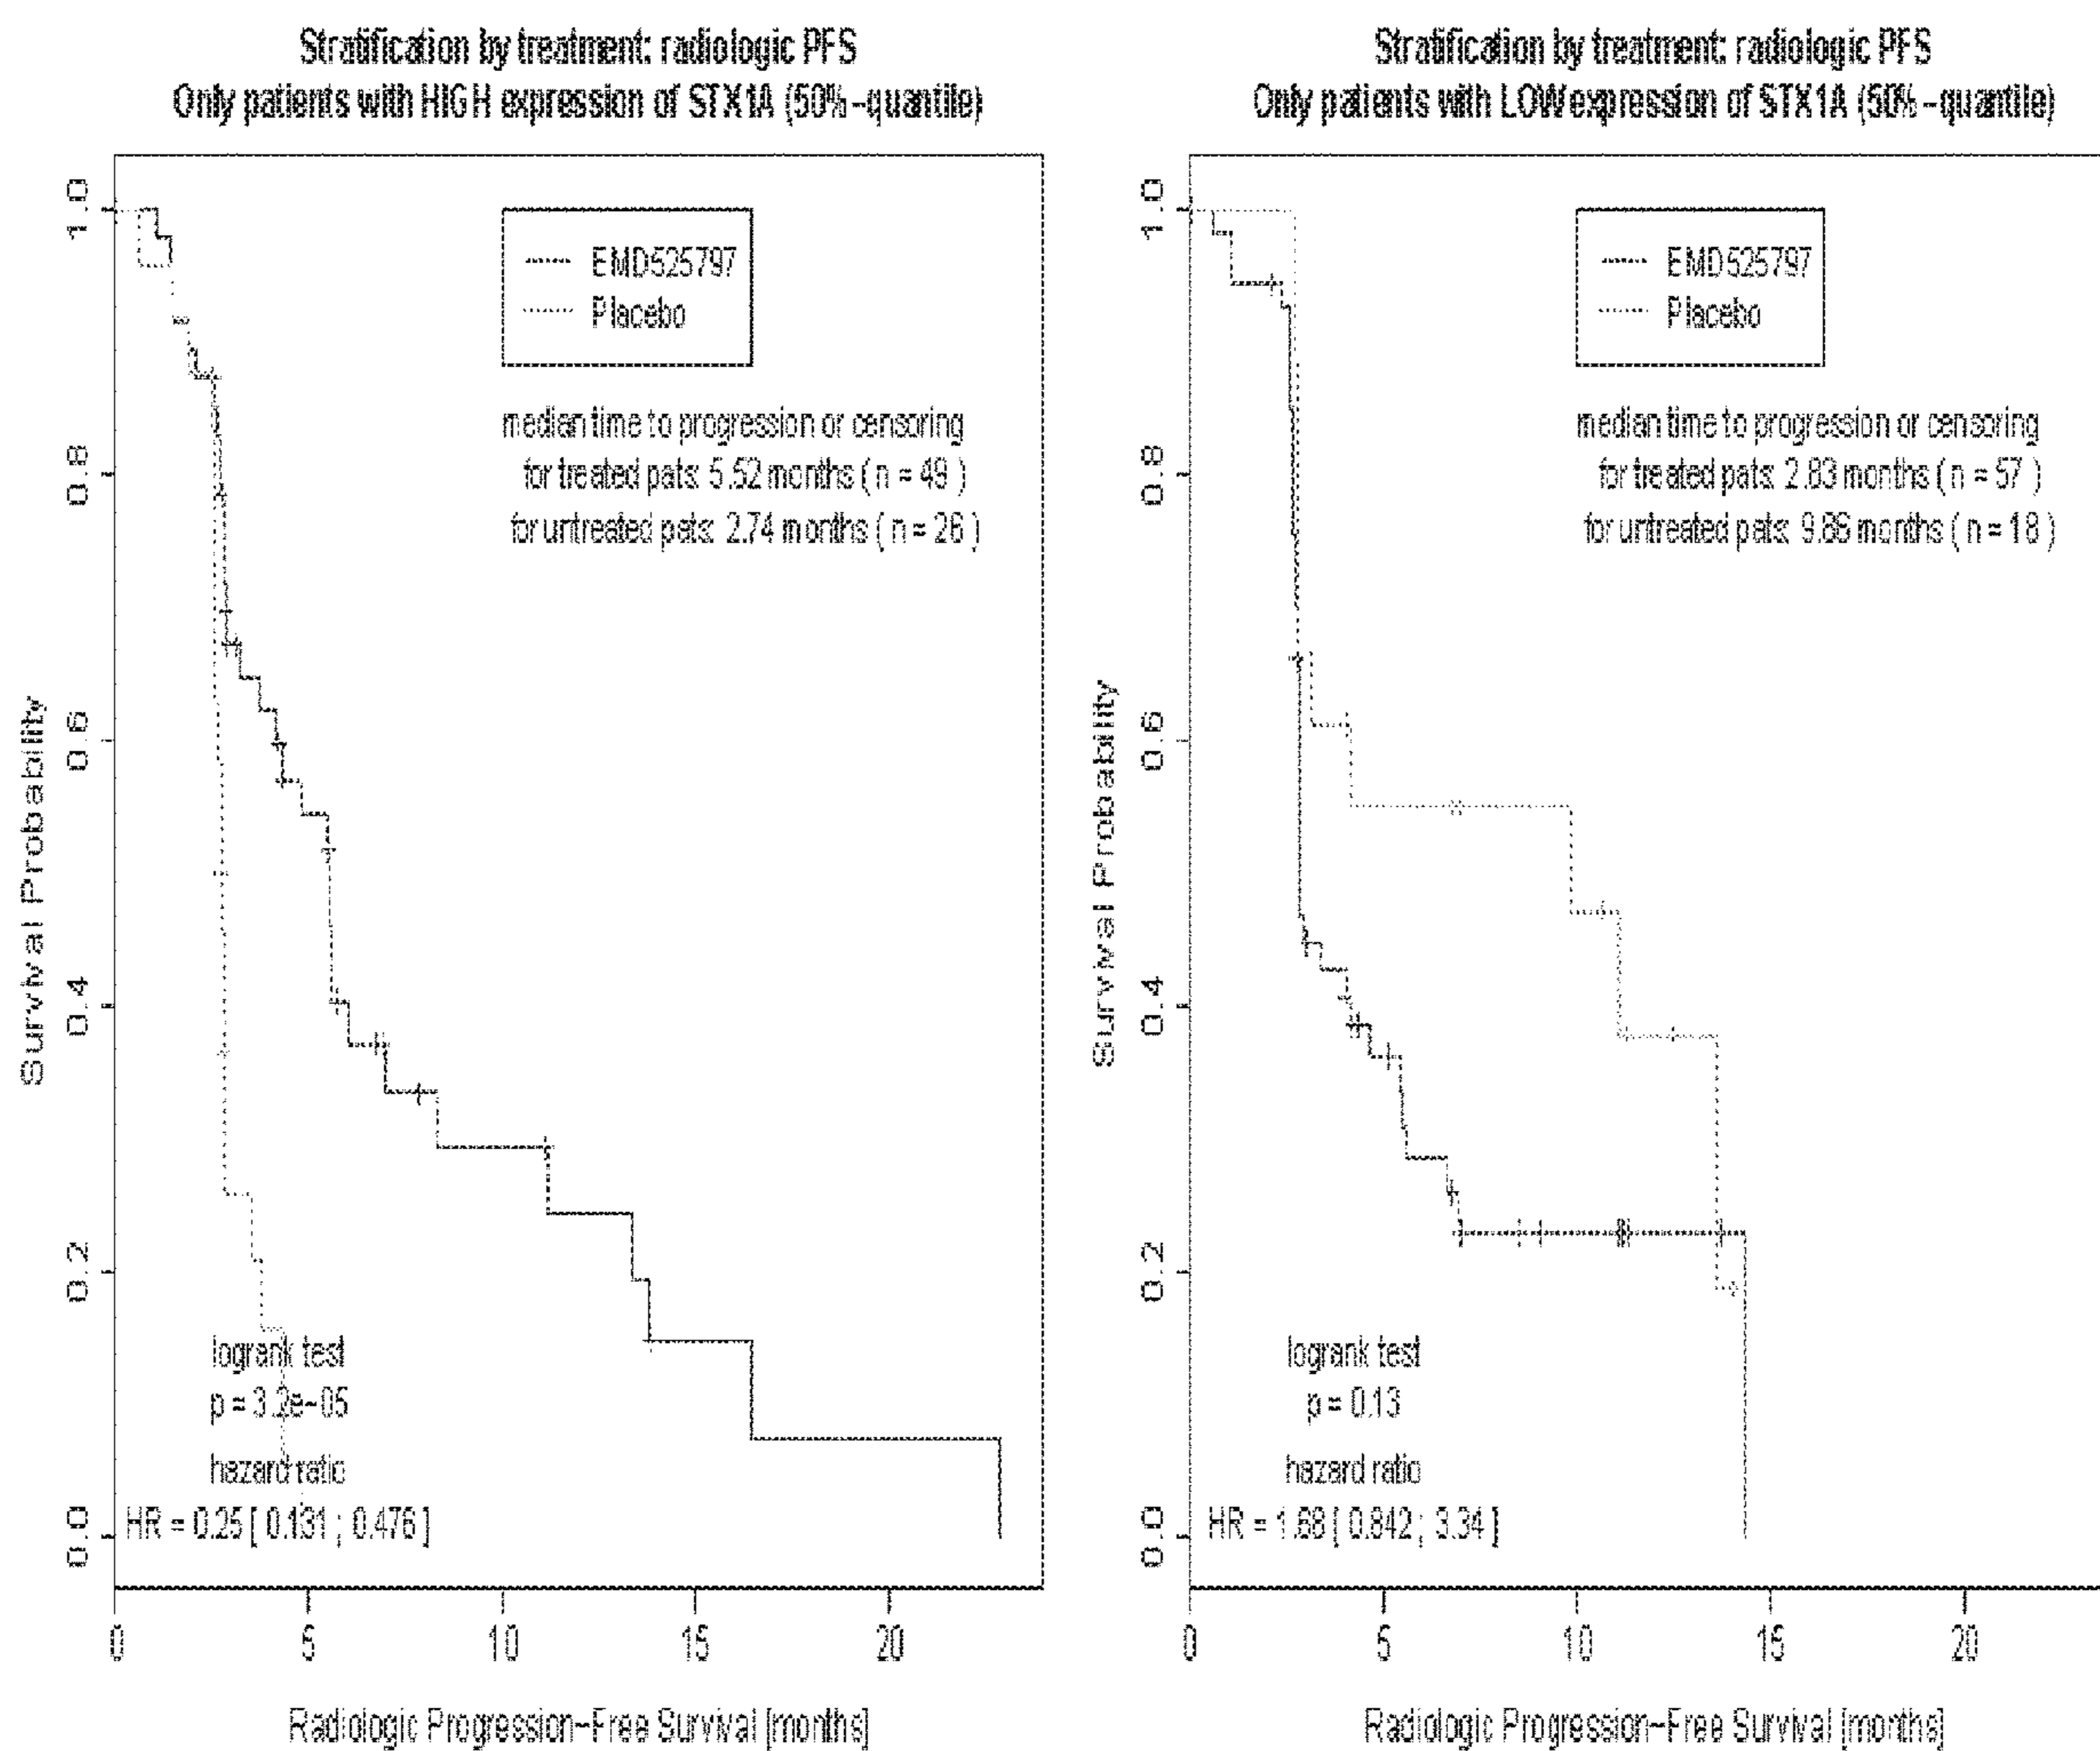 Stratification by treatment: radiologic PFS
Only patients with HIGH expression of STX1A (50%-quantile)
EMD525797
Placebo
median time to progression or censoring
for treated pats: 5.52 months ( n = 49 )
for untreated pats: 2.74 months ( n = 26 )
logrank test
p = 3.2e-05
hazard ratio
HR = 0.25 [ 0.131 ; 0.476 ]
Survival Probability
0.0
0.2
0.4
0.6
0.8
1.0
0 5 10 15 20
Radiologic Progression-Free Survival [months]
Stratification by treatment: radiologic PFS
Only patients with LOW expression of STX1A (50%-quantile)
EMD525797
Placebo
median time to progression or censoring
for treated pats: 2.83 months ( n = 57 )
for untreated pats: 9.86 months ( n = 18 )
logrank test
p = 0.13
hazard ratio
HR = 1.68 [ 0.842 ; 3.34 ]
Survival Probability
0.0
0.2
0.4
0.6
0.8
1.0
0 5 10 15 20
Radiologic Progression-Free Survival [months]